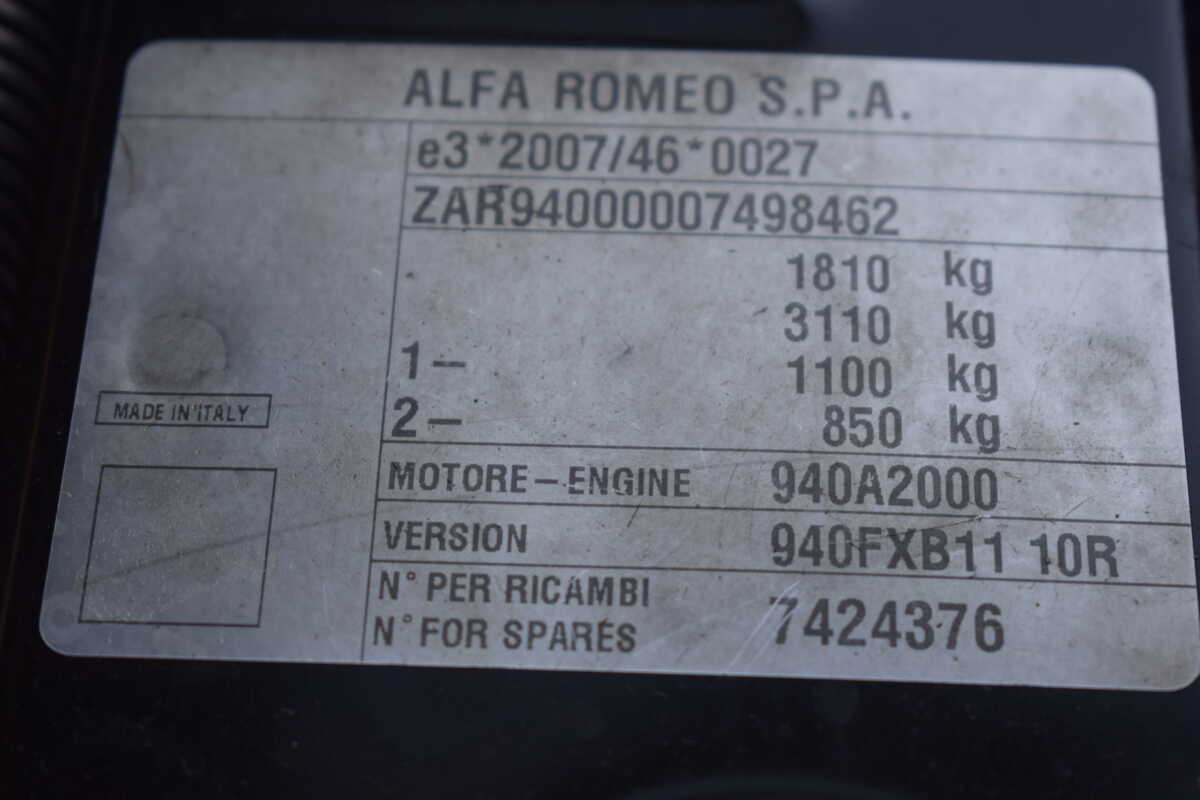 ALFA ROMEO S.P.A.
e3*2007/46*0027
ZAR94000007498462
1810 kg
3110 kg
1- 1100 kg
2- 850 kg
MADE IN ITALY
MOTORE-ENGINE 940A2000
VERSION 940FXB11 10R
N° PER RICAMBI
N° FOR SPARES 7424376